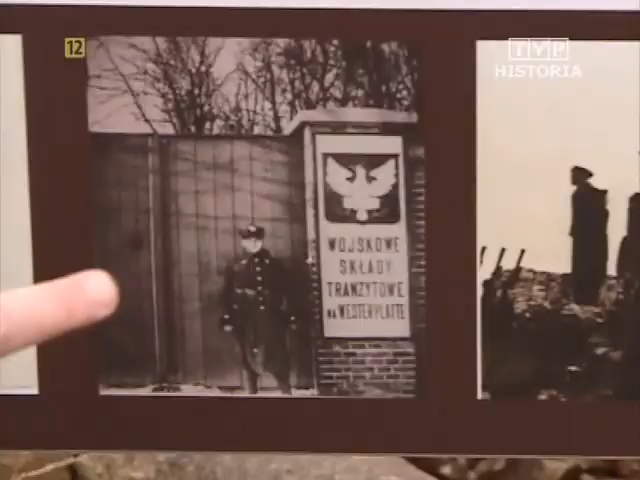 12
TVP
HISTORIA
WOJSKOWE
SKŁADY
TRANZYTOWE
NA WESTERPLATTE